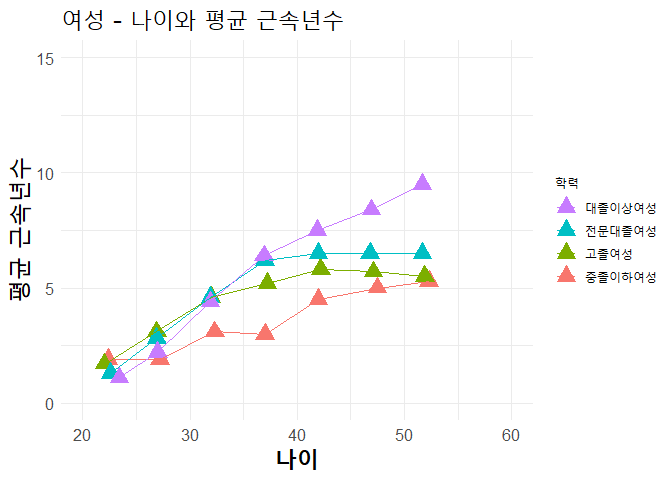 여성 - 나이와 평균 근속년수
평균 근속년수
15
10
5
0
20 30 40 50 60
나이
학력
대졸이상여성
전문대졸여성
고졸여성
중졸이하여성